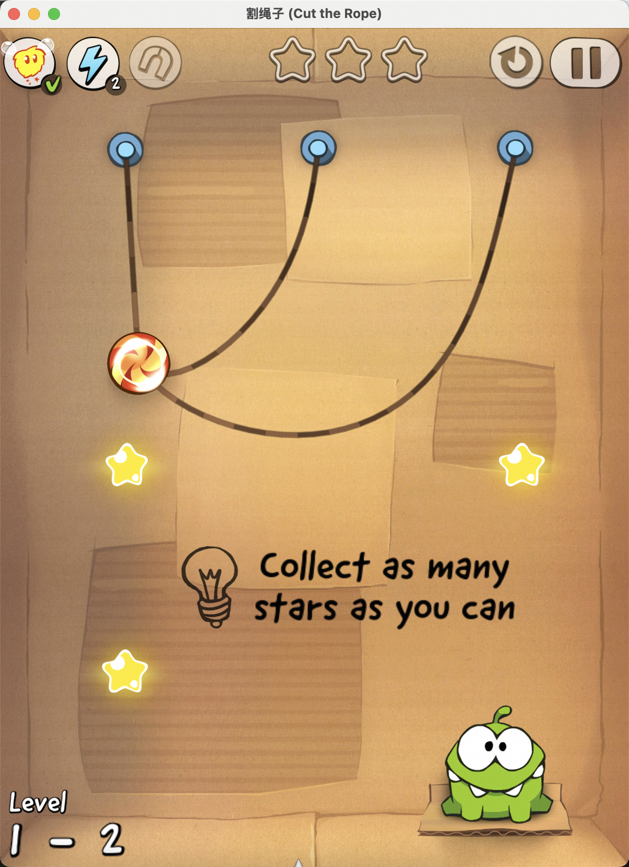 割绳子 (Cut the Rope)
2
Collect as many
stars as you can
Level
1 - 2